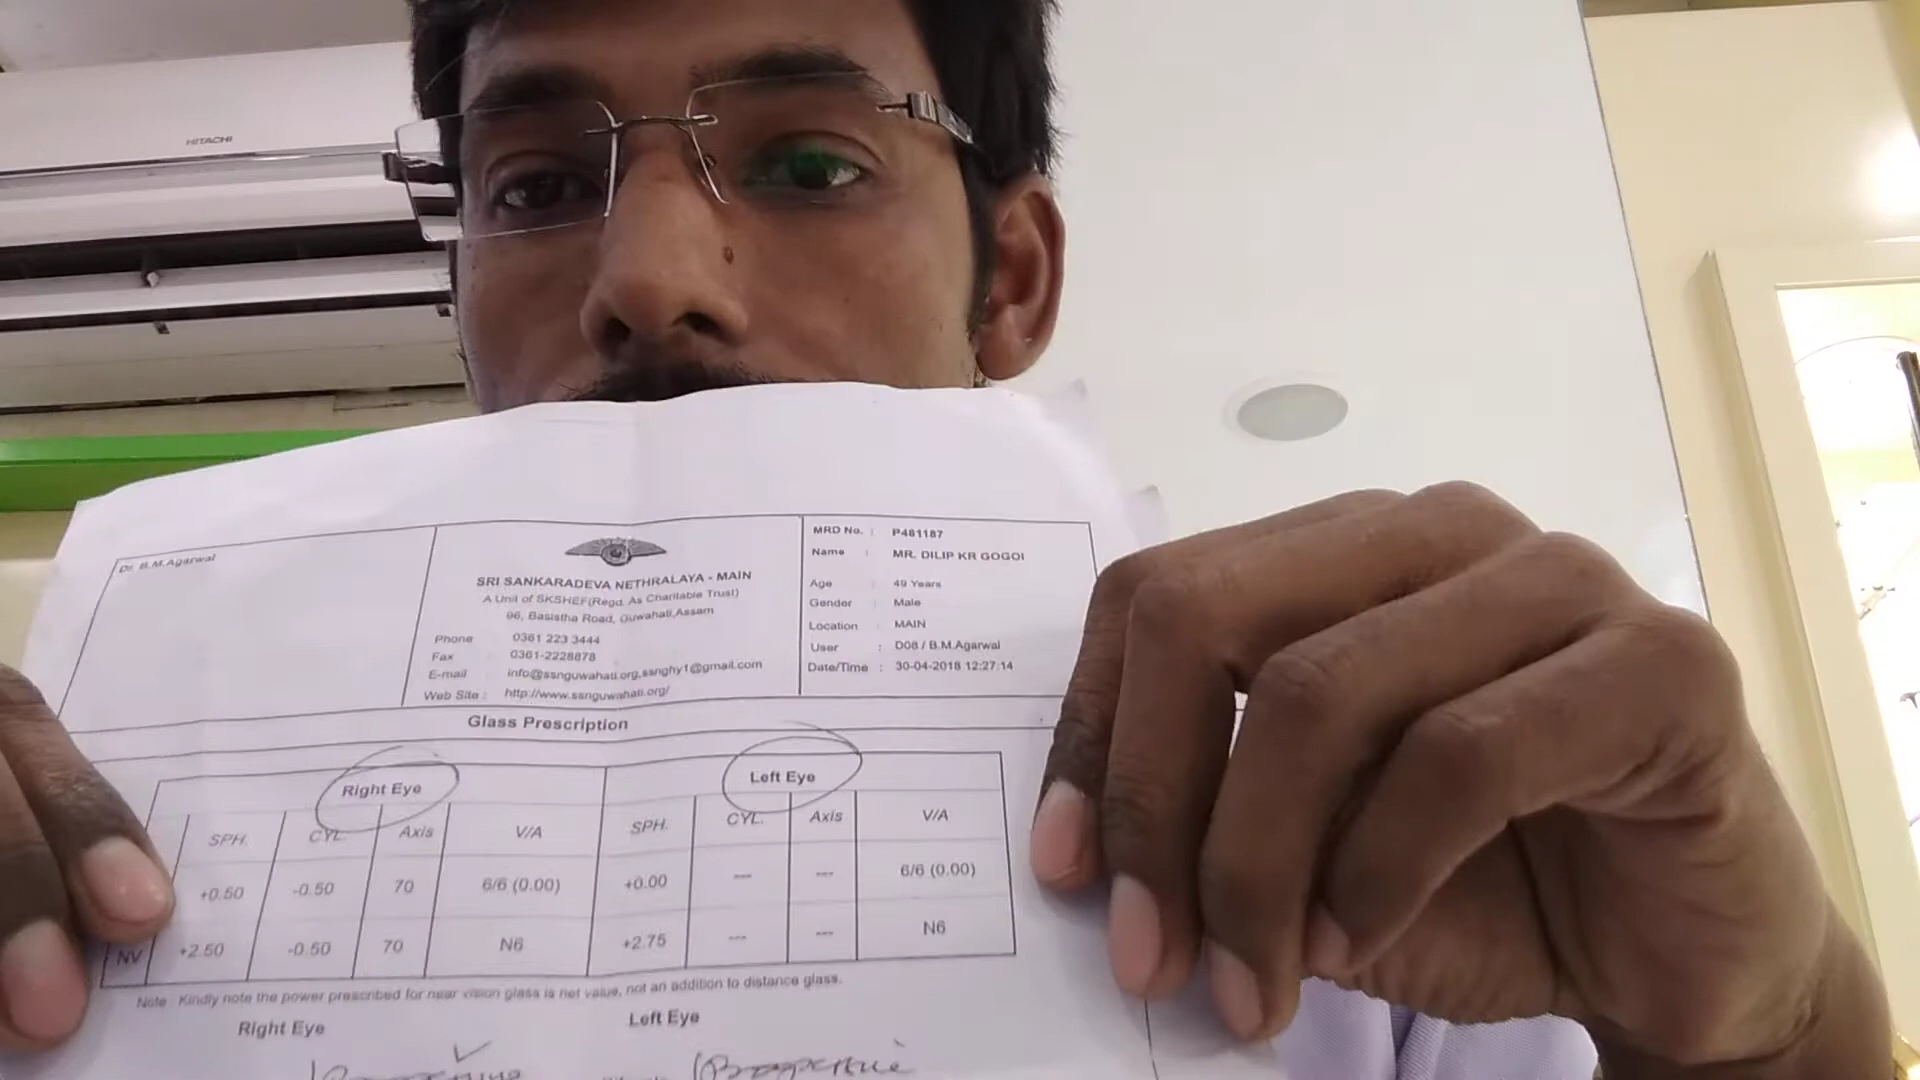 HITACHI
Dr. B.M.Agarwal
SRI SANKARADEVA NETHRALAYA - MAIN
A Unit of SKSHEF(Regd. As Charitable Trust)
96, Basistha Road, Guwahati,Assam
Phone : 0361 223 3444
Fax : 0361-2228878
E-mail : info@ssnguwahati.org,ssnghy1@gmail.com
Web Site : http://www.ssnguwahati.org/
MRD No. : P481187
Name : MR. DILIP KR GOGOI
Age : 49 Years
Gender : Male
Location : MAIN
User : D08 / B.M.Agarwal
Date/Time : 30-04-2018 12:27:14
Glass Prescription
Right Eye Left Eye
SPH. CYL. Axis V/A SPH. CYL. Axis V/A
+0.50 -0.50 70 6/6 (0.00) +0.00 --- --- 6/6 (0.00)
NV +2.50 -0.50 70 N6 +2.75 --- --- N6
Note : Kindly note the power prescribed for near vision glass is net value, not an addition to distance glass.
Right Eye Left Eye